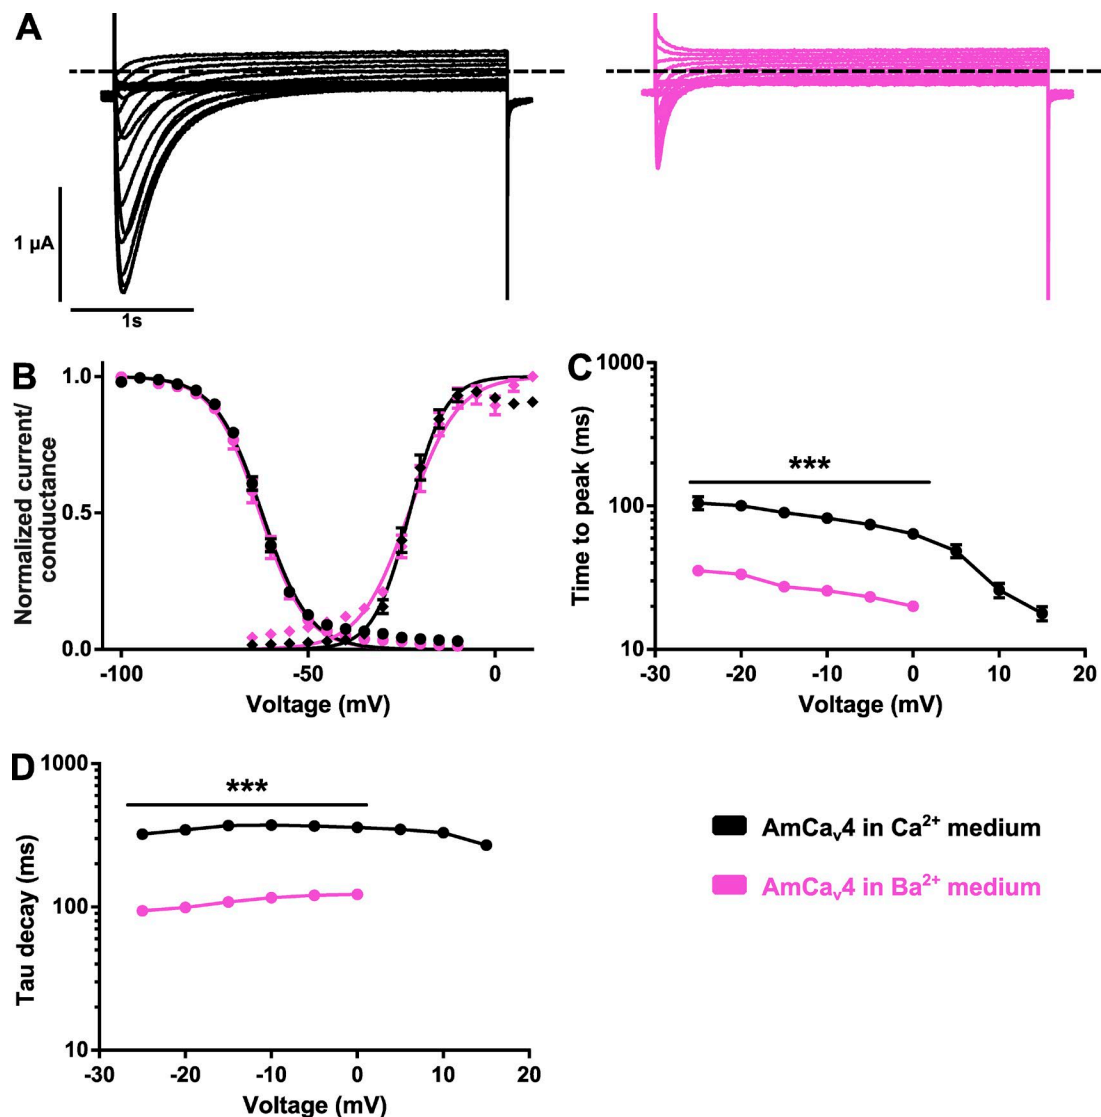 A
1 µA
1s
B
Normalized current/
conductance
1.0
0.5
0.0
-100
-50
0
Voltage (mV)
C
Time to peak (ms)
1000
100
10
***
-30
-20
-10
0
10
20
Voltage (mV)
D
Tau decay (ms)
1000
100
10
***
-30
-20
-10
0
10
20
Voltage (mV)
AmCaᵥ4 in Ca²⁺ medium
AmCaᵥ4 in Ba²⁺ medium